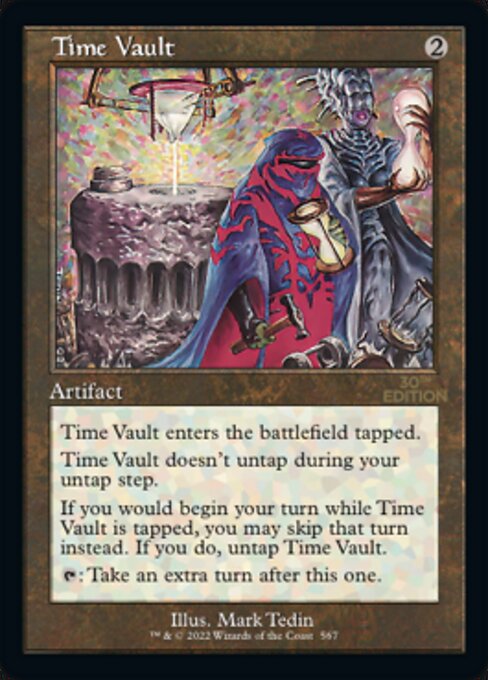 Time Vault 2
30TH
EDITION
Artifact
Time Vault enters the battlefield tapped.
Time Vault doesn't untap during your
untap step.
If you would begin your turn while Time
Vault is tapped, you may skip that turn
instead. If you do, untap Time Vault.
: Take an extra turn after this one.
Illus. Mark Tedin
™ & © 2022 Wizards of the Coast 567